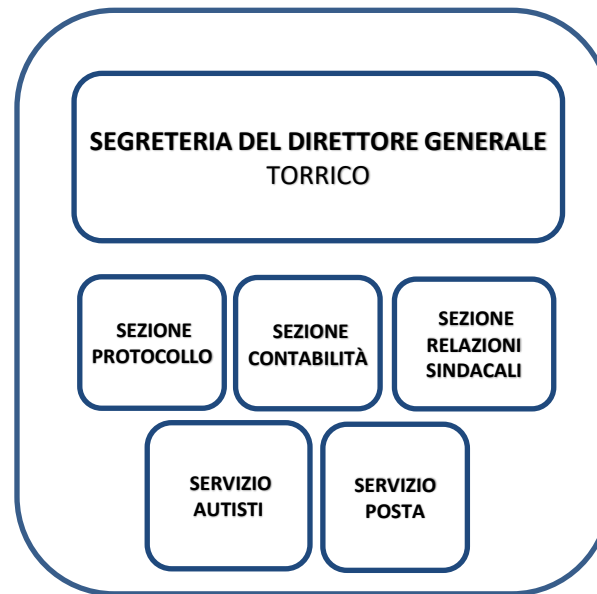 SEGRETERIA DEL DIRETTORE GENERALE
TORRICO
SEZIONE
PROTOCOLLO
SEZIONE
CONTABILITÀ
SEZIONE
RELAZIONI
SINDACALI
SERVIZIO
AUTISTI
SERVIZIO
POSTA